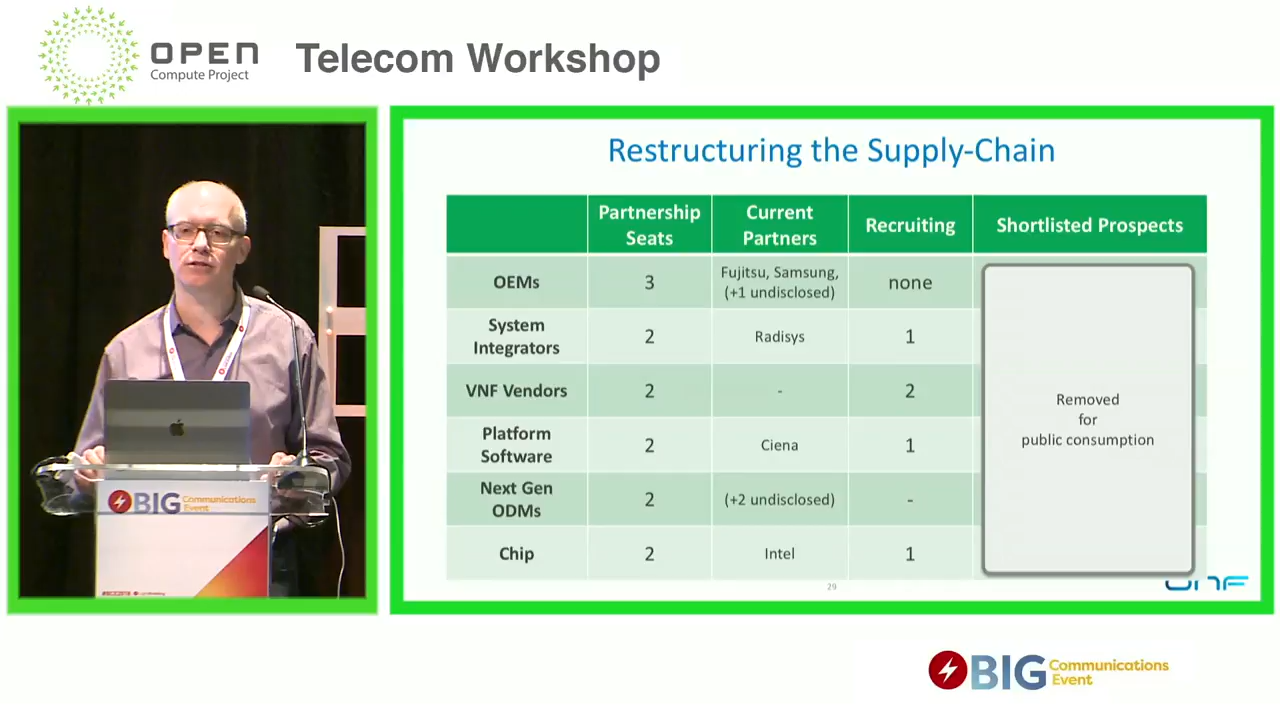 OPEN
Compute Project
Telecom Workshop
Restructuring the Supply-Chain
Partnership Seats
Current Partners
Recruiting
Shortlisted Prospects
OEMs
3
Fujitsu, Samsung,
(+1 undisclosed)
none
System
Integrators
2
Radisys
1
VNF Vendors
2
-
2
Platform
Software
2
Ciena
1
Next Gen
ODMs
2
(+2 undisclosed)
-
Chip
2
Intel
1
Removed
for
public consumption
29
ONF
BIG Communications
Event
#BCE2018
BIG Communications
Event